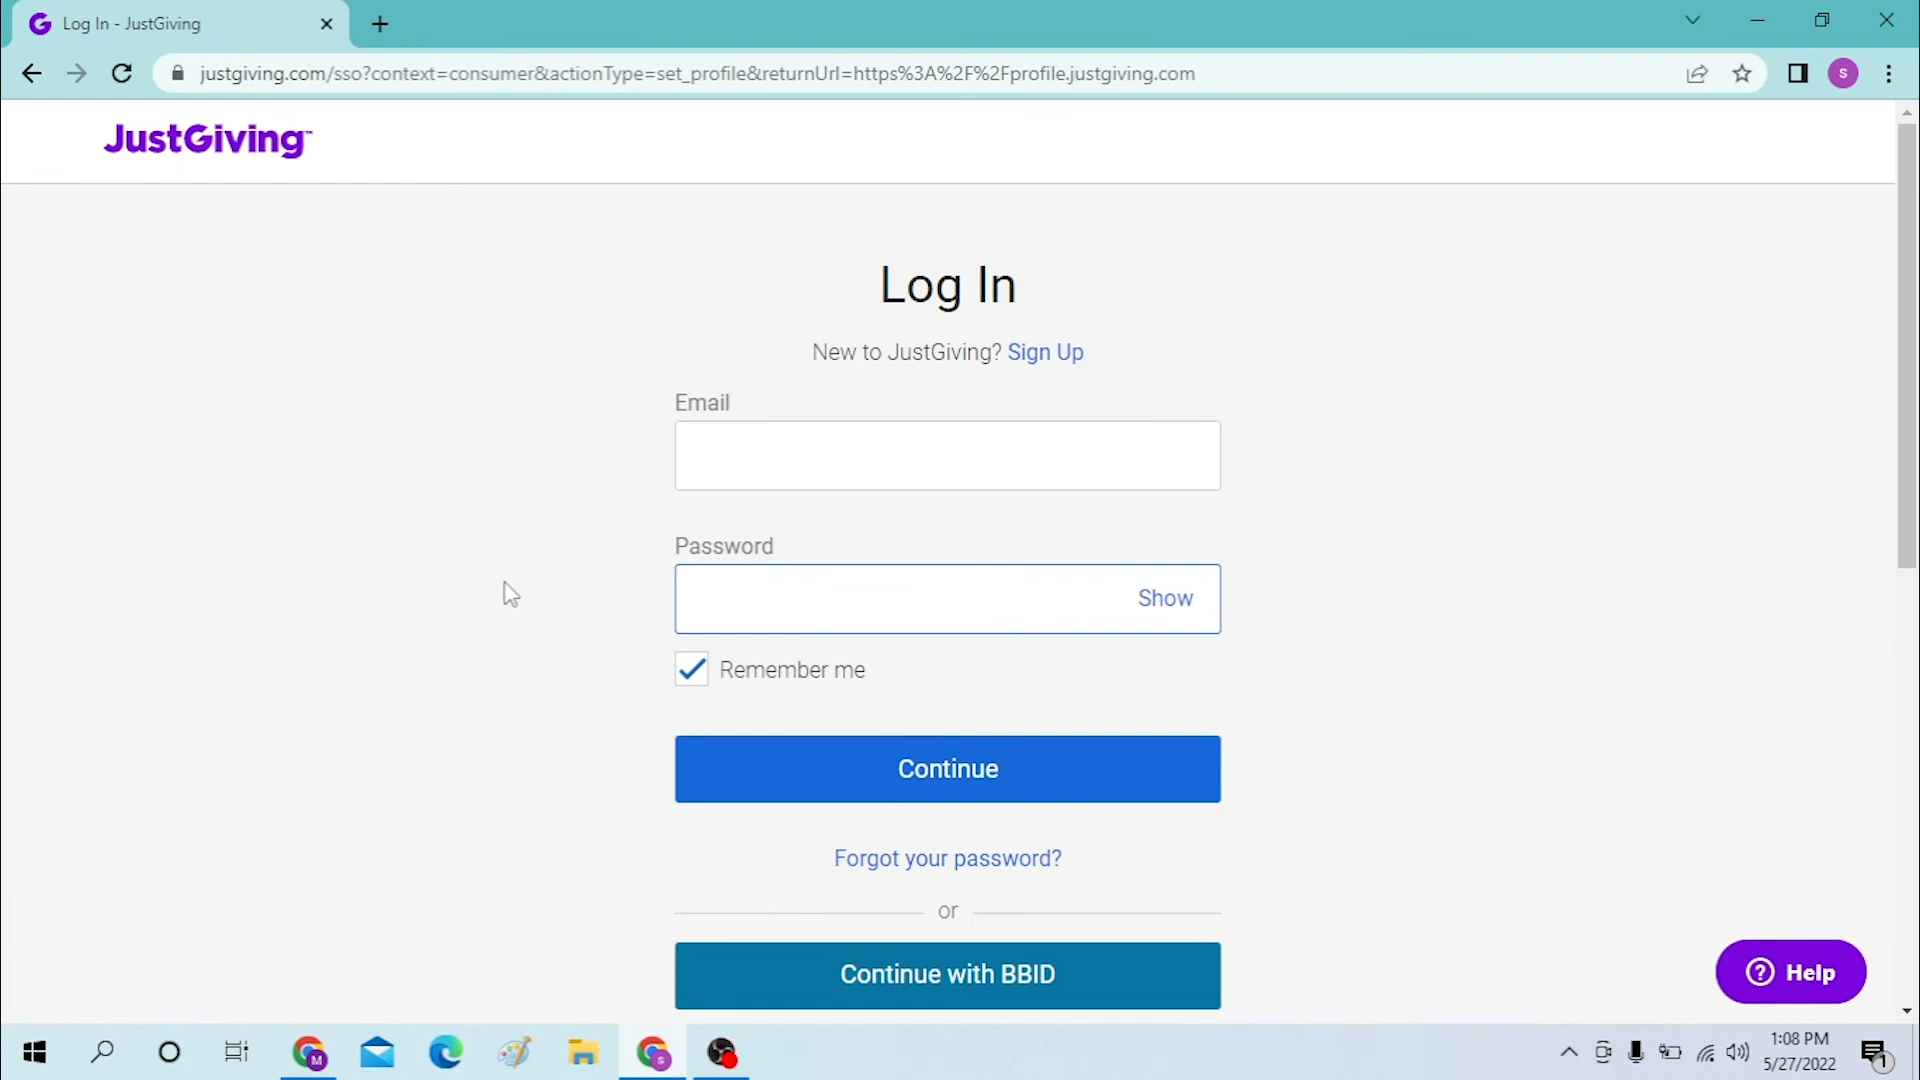 Log In - JustGiving
justgiving.com/sso?context=consumer&actionType=set_profile&returnUrl=https%3A%2F%2Fprofile.justgiving.com
S
JustGiving™
Log In
New to JustGiving? Sign Up
Email
Password
Show
Remember me
Continue
Forgot your password?
or
Continue with BBID
? Help
M
S
1:08 PM
5/27/2022
1